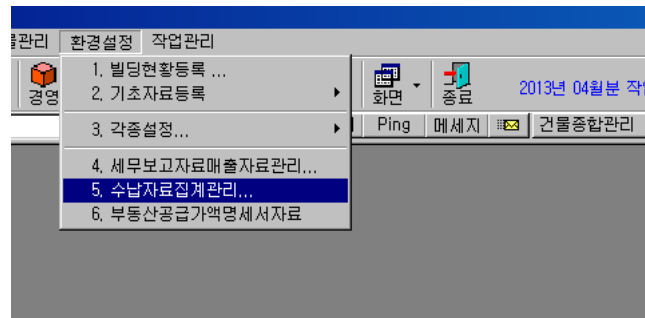 물관리 환경설정 작업관리
1. 빌딩현황등록 ...
2. 기초자료등록
3. 각종설정...
4. 세무보고자료매출자료관리...
5. 수납자료집계관리...
6. 부동산공급가액명세서자료
경영
화면
종료
2013년 04월분 작
Ping 메세지 건물종합관리